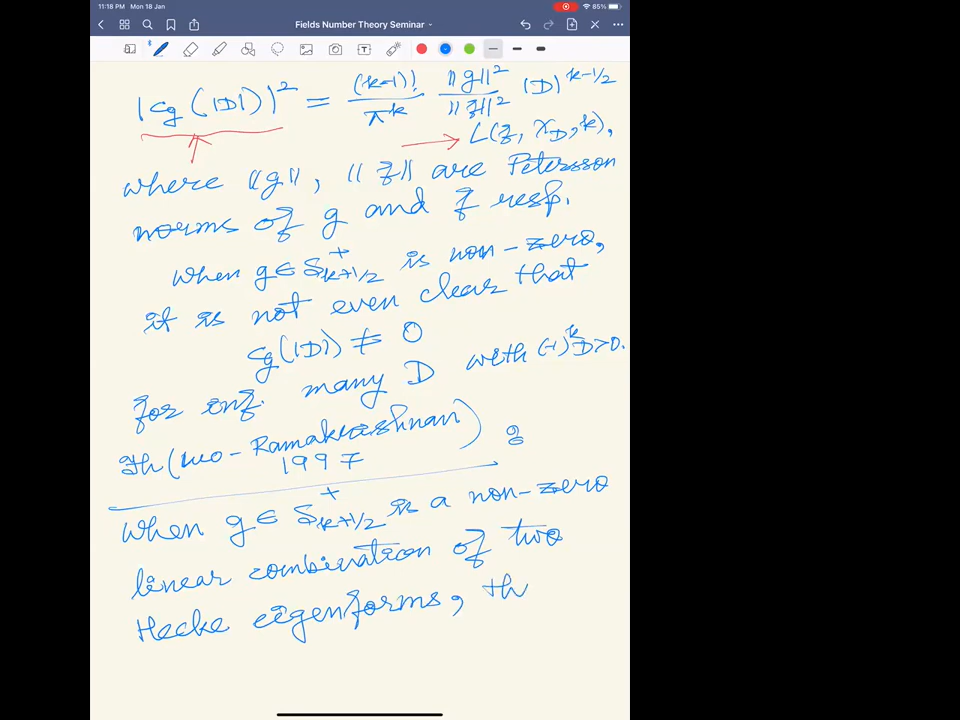 11:18 PM Mon 18 Jan
85%
Fields Number Theory Seminar
|c_g(|D|)|² = (k-1)!/π^k ||g||²/||f||² |D|^{k-1/2}
L(f, χ_D, k),
where ||g||, ||f|| are Petersson
norms of g and f resp.
when g ∈ S⁺_{k+1/2} is non-zero,
it is not even clear that
c_g(|D|) ≠ 0
for inf. many D with (-1)^k D > 0.
Th (Luo - Ramakrishnan) :
1997
When g ∈ S⁺_{k+1/2} is a non-zero
linear combination of two
Hecke eigenforms, th